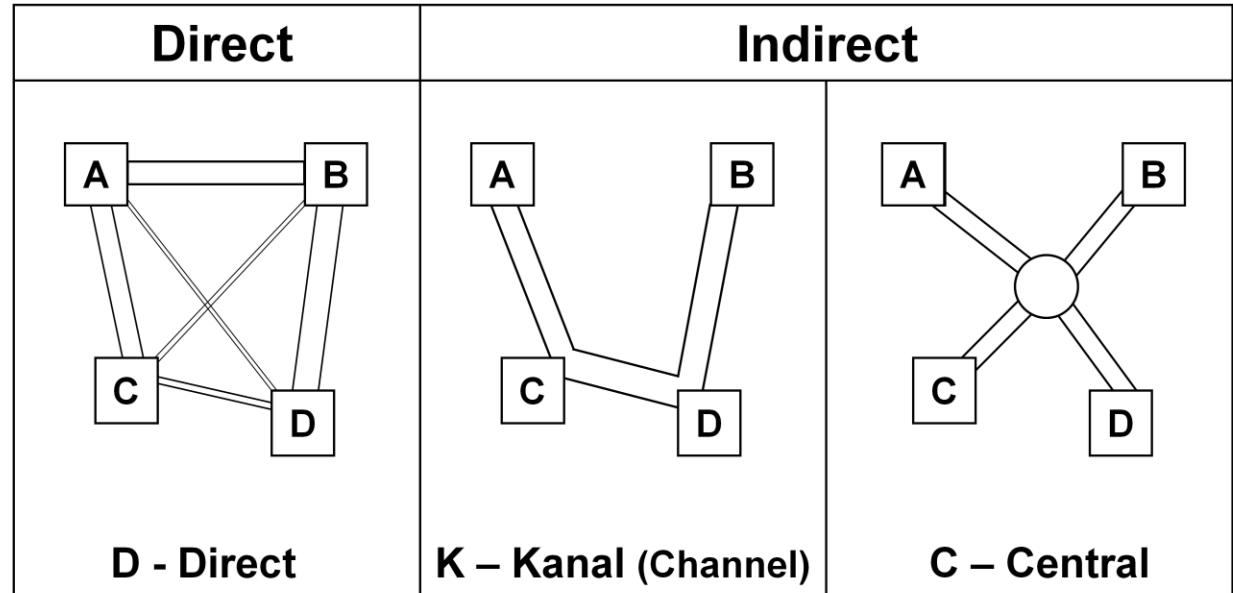 Direct
Indirect
A
B
C
D
D - Direct
A
B
C
D
K – Kanal (Channel)
A
B
C
D
C – Central